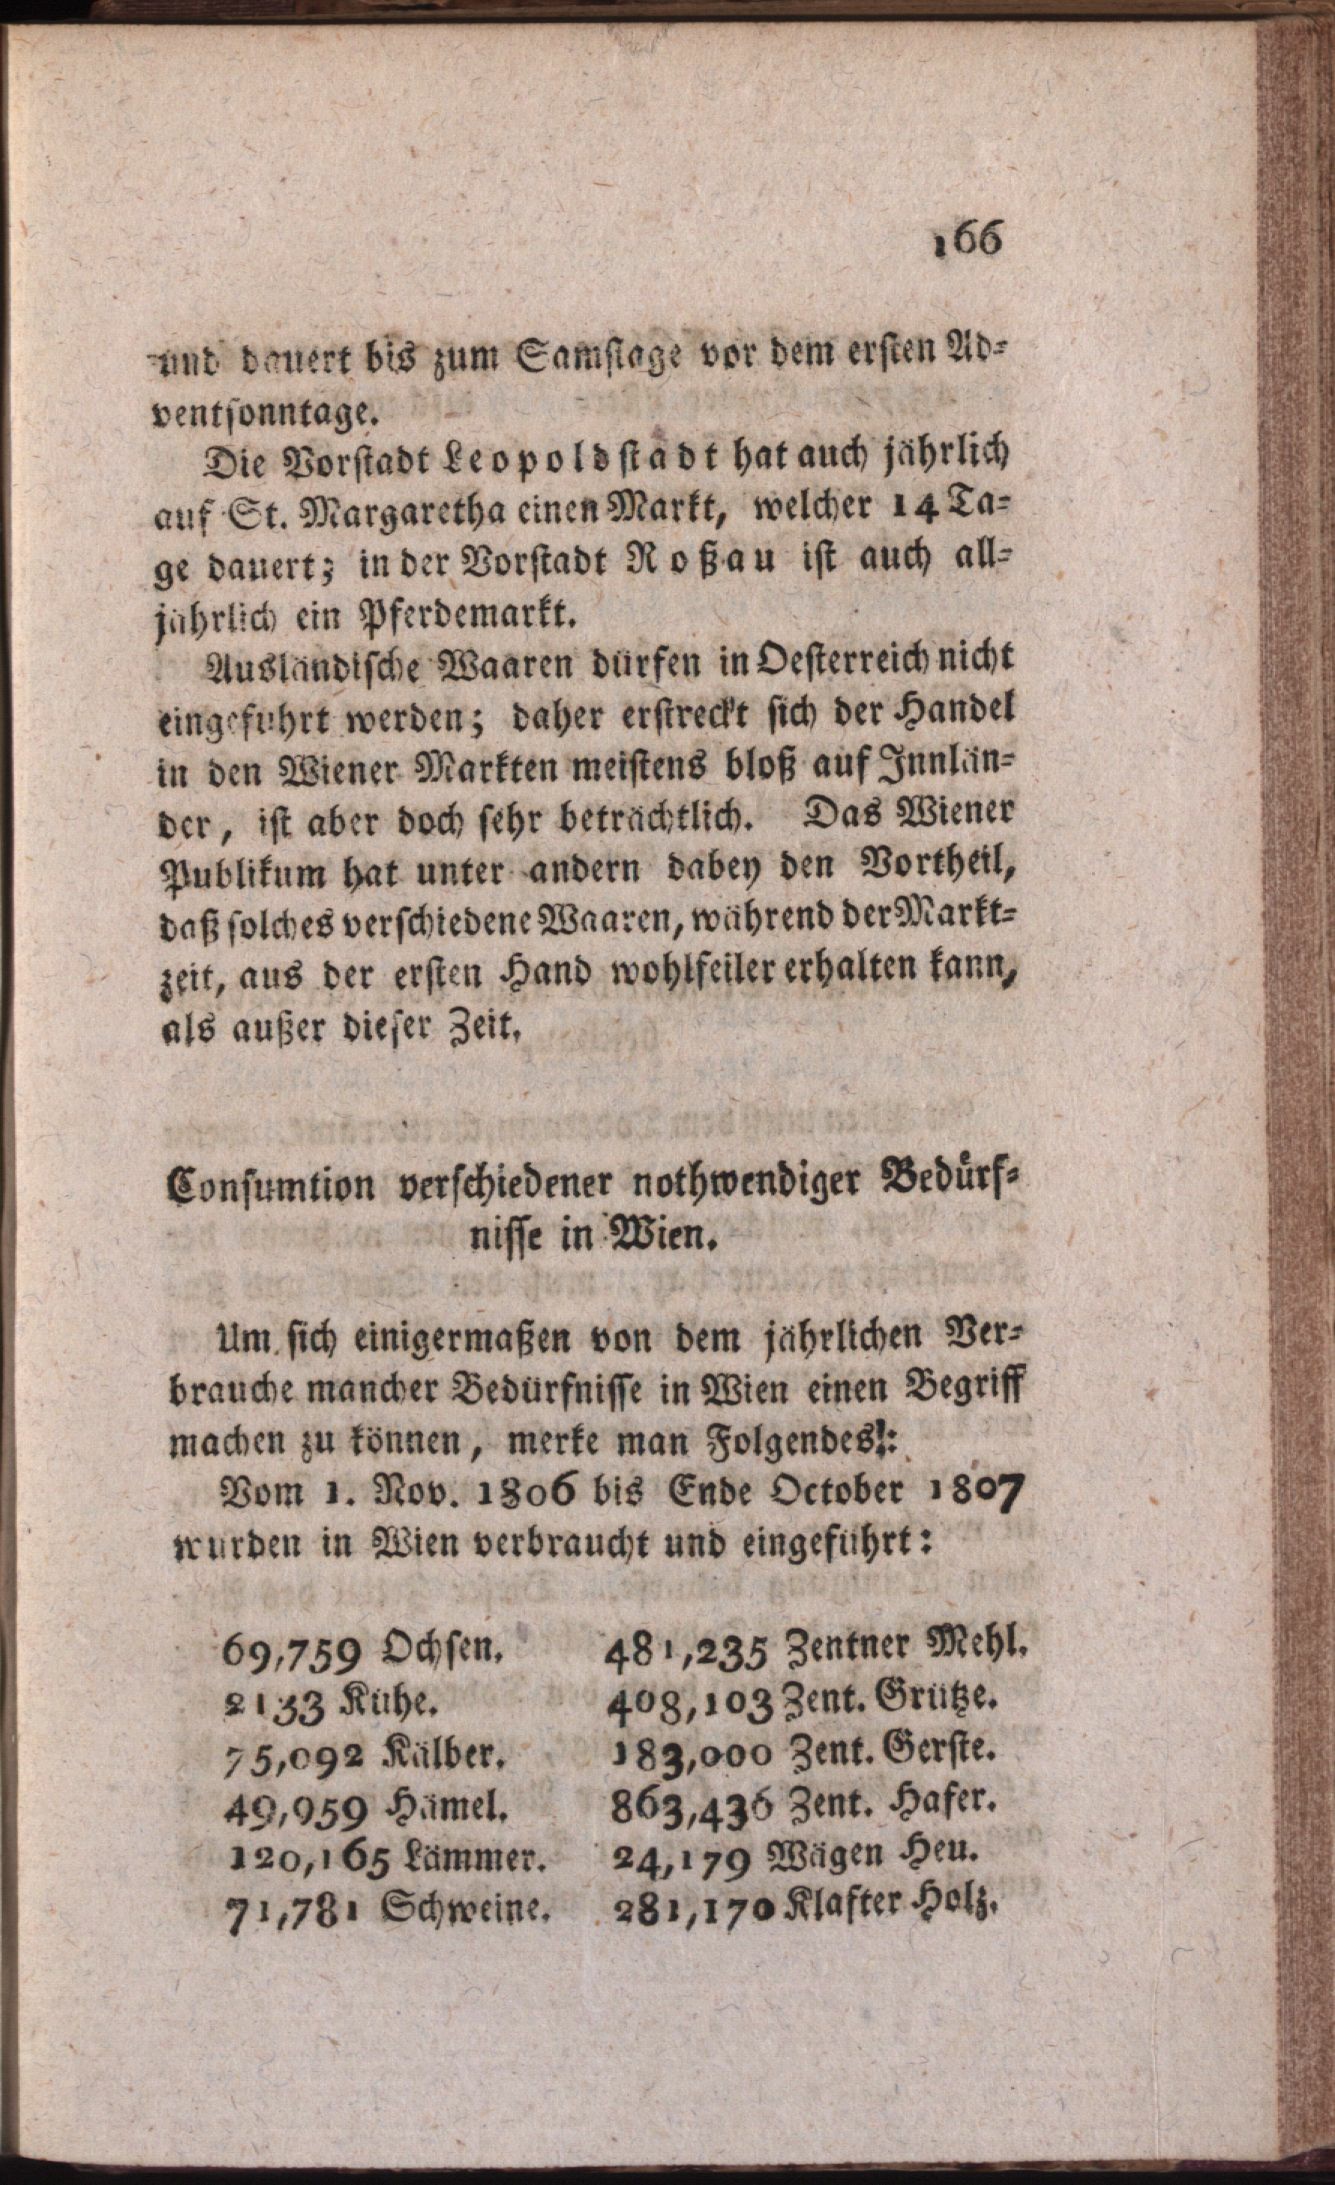 166
und dauert bis zum Samstage vor dem ersten Ad-
ventsonntage.
Die Vorstadt Leopoldstadt hat auch jährlich
auf St. Margaretha einen Markt, welcher 14 Ta-
ge dauert; in der Vorstadt Roßau ist auch all-
jährlich ein Pferdemarkt.
Ausländische Waaren dürfen in Oesterreich nicht
eingeführt werden; daher erstreckt sich der Handel
in den Wiener Markten meistens bloß auf Innlän-
der, ist aber doch sehr beträchtlich. Das Wiener
Publikum hat unter andern dabey den Vortheil,
daß solches verschiedene Waaren, während der Markt-
zeit, aus der ersten Hand wohlfeiler erhalten kann,
als außer dieser Zeit.
Consumtion verschiedener nothwendiger Bedürf-
nisse in Wien.
Um sich einigermaßen von dem jährlichen Ver-
brauche mancher Bedürfnisse in Wien einen Begriff
machen zu können, merke man Folgendes!:
Vom 1. Nov. 1806 bis Ende October 1807
wurden in Wien verbraucht und eingeführt:
69,759 Ochsen. 481,235 Zentner Mehl.
2133 Kühe. 408,103 Zent. Grütze.
75,092 Kälber. 183,000 Zent. Gerste.
49,959 Hämel. 863,436 Zent. Hafer.
120,165 Lämmer. 24,179 Wägen Heu.
71,781 Schweine. 281,170 Klafter Holz.